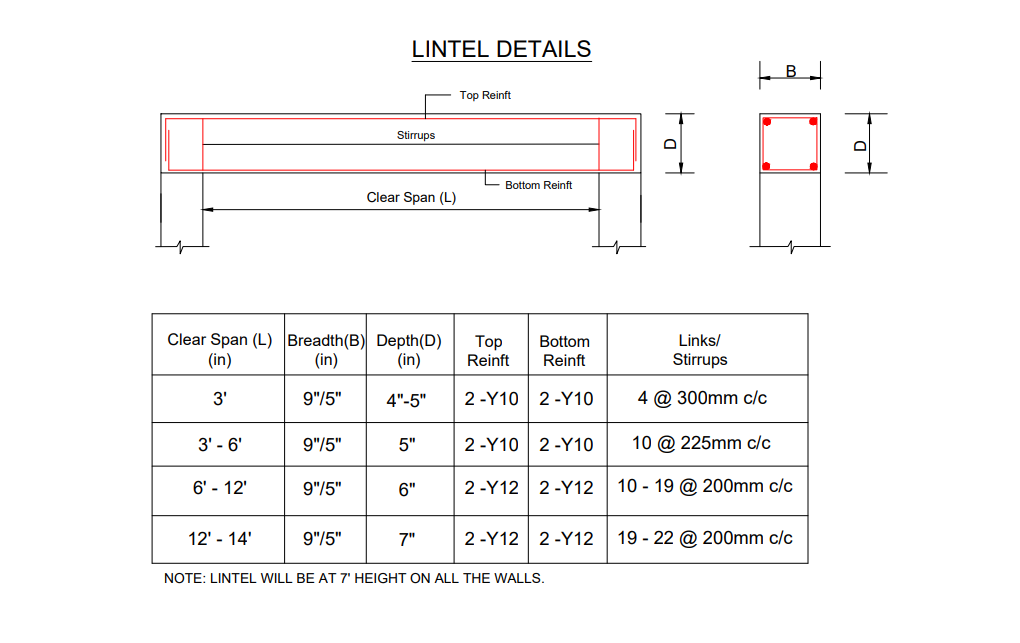 LINTEL DETAILS
B
Top Reinft
Stirrups
D
D
Bottom Reinft
Clear Span (L)
Clear Span (L) (in) Breadth(B) (in) Depth(D) (in) Top Reinft Bottom Reinft Links/ Stirrups
3' 9"/5" 4"-5" 2 -Y10 2 -Y10 4 @ 300mm c/c
3' - 6' 9"/5" 5" 2 -Y10 2 -Y10 10 @ 225mm c/c
6' - 12' 9"/5" 6" 2 -Y12 2 -Y12 10 - 19 @ 200mm c/c
12' - 14' 9"/5" 7" 2 -Y12 2 -Y12 19 - 22 @ 200mm c/c
NOTE: LINTEL WILL BE AT 7' HEIGHT ON ALL THE WALLS.